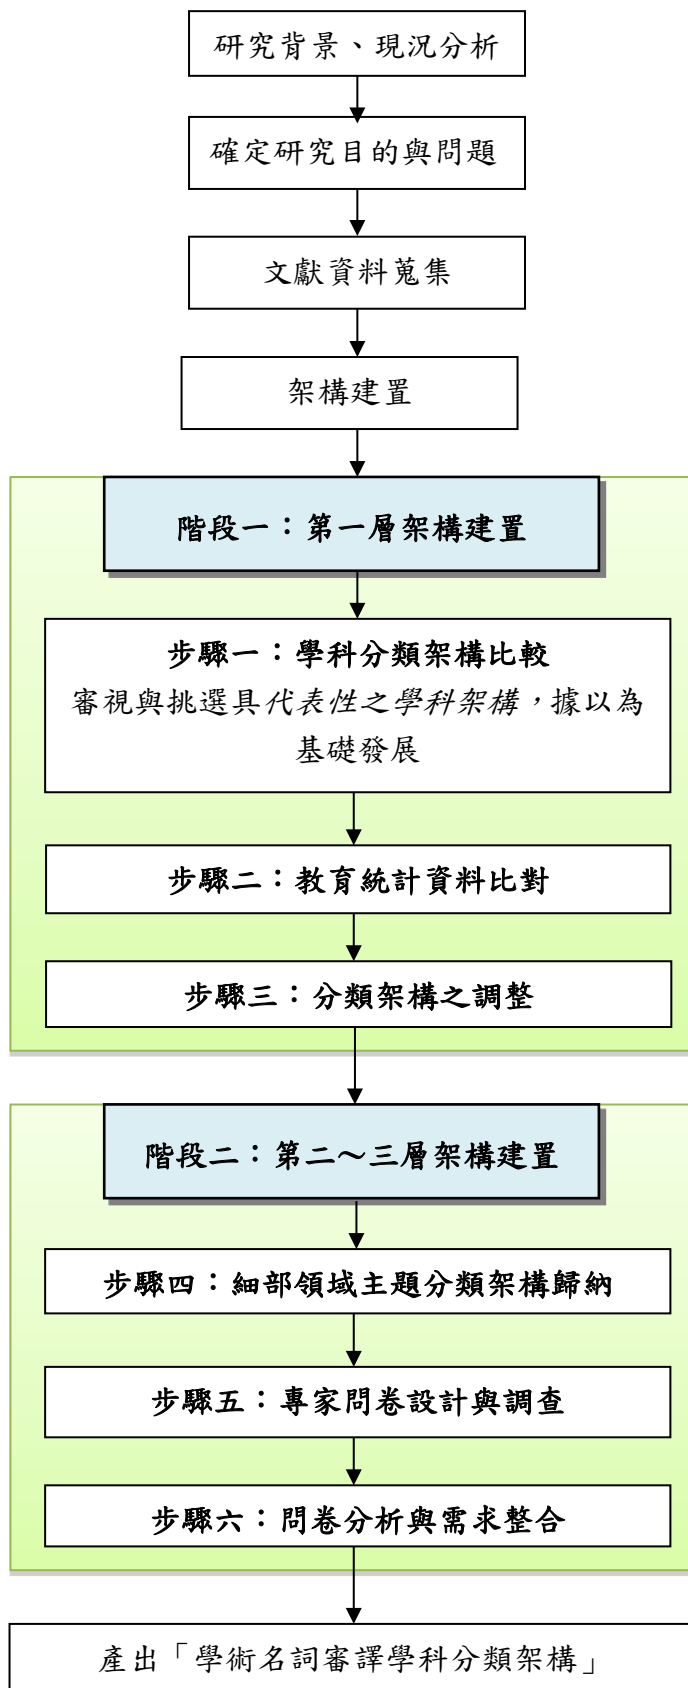 研究背景、現況分析
確定研究目的與問題
文獻資料蒐集
架構建置
階段一：第一層架構建置
步驟一：學科分類架構比較
審視與挑選具代表性之學科架構，據以為
基礎發展
步驟二：教育統計資料比對
步驟三：分類架構之調整
階段二：第二～三層架構建置
步驟四：細部領域主題分類架構歸納
步驟五：專家問卷設計與調查
步驟六：問卷分析與需求整合
產出「學術名詞審譯學科分類架構」